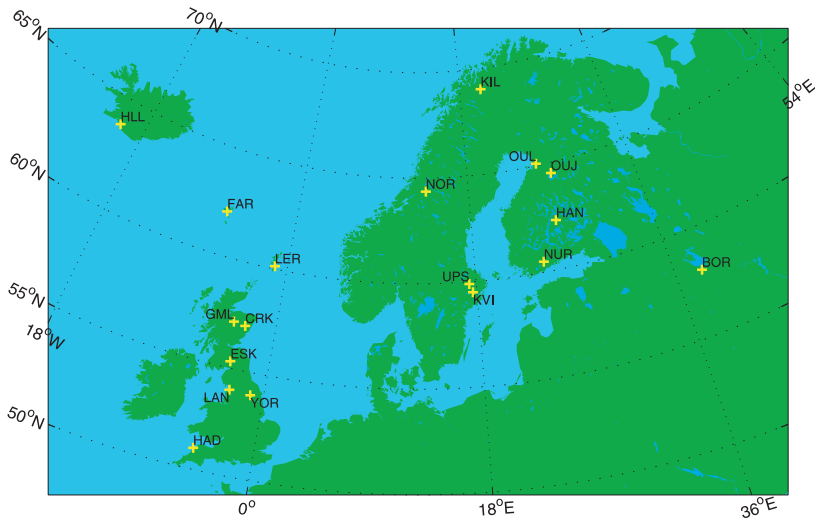 65°N
70°N
54°E
KIL
HLL
OUL
OUJ
60°N
NOR
FAR
HAN
LER
NUR
BOR
UPS
KVI
55°N
GML
CRK
18°W
ESK
LAN
YOR
50°N
HAD
0°
18°E
36°E